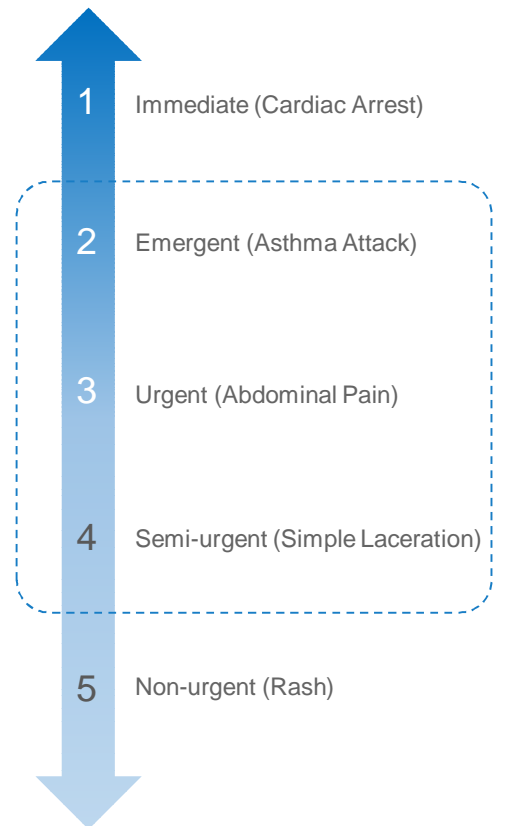 1 Immediate (Cardiac Arrest)
2 Emergent (Asthma Attack)
3 Urgent (Abdominal Pain)
4 Semi-urgent (Simple Laceration)
5 Non-urgent (Rash)